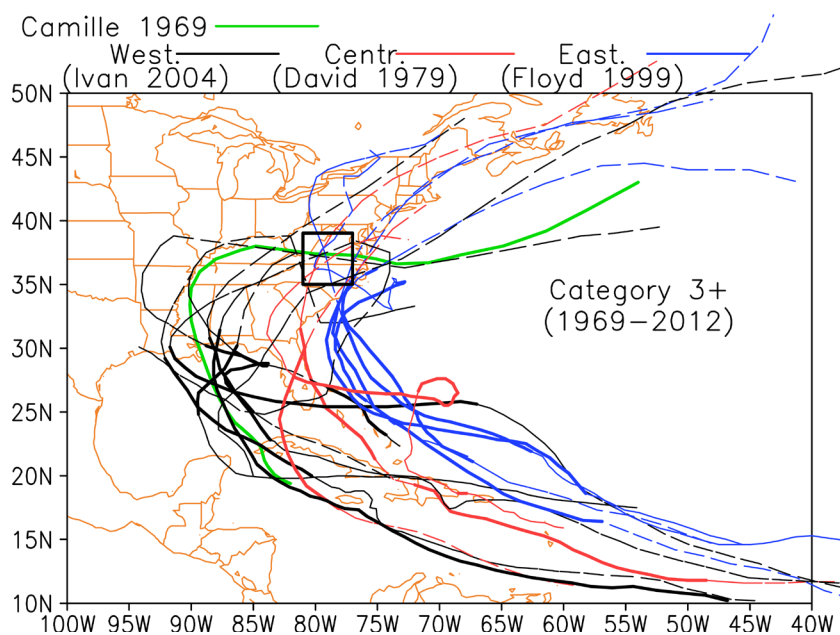 Camille 1969
West. Centr. East.
(Ivan 2004) (David 1979) (Floyd 1999)
50N
45N
40N
35N
30N
25N
20N
15N
10N
Category 3+
(1969-2012)
100W 95W 90W 85W 80W 75W 70W 65W 60W 55W 50W 45W 40W